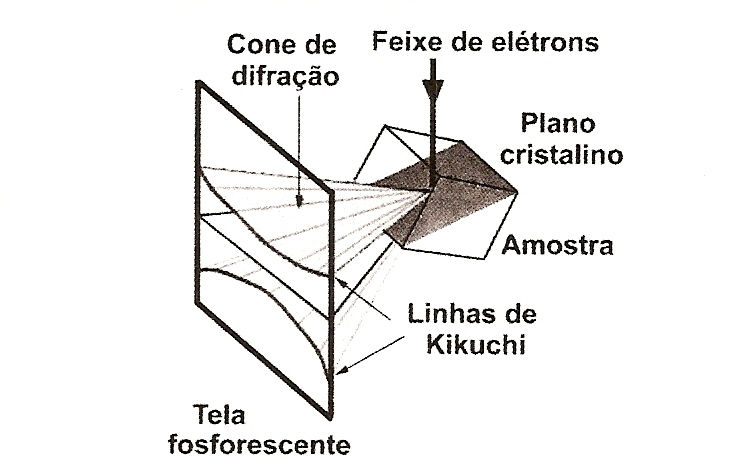 Cone de
difração
Feixe de elétrons
Plano
cristalino
Amostra
Linhas de
Kikuchi
Tela
fosforescente